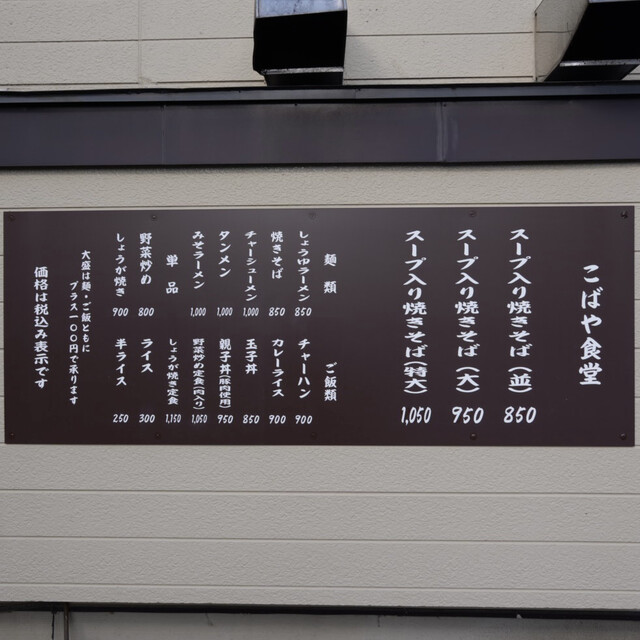 こばや食堂
スープ入り焼きそば(並) 850
スープ入り焼きそば(大) 950
スープ入り焼きそば(特大) 1,050
麺類
しょうゆラーメン 850
焼きそば 850
チャーシューメン 1,000
タンメン 1,000
みそラーメン 1,000
ご飯類
チャーハン 900
カレーライス 900
玉子丼 850
親子丼(豚肉使用) 950
野菜炒め定食(肉入り) 1,050
しょうが焼き定食 1,150
単品
野菜炒め 800
しょうが焼き 900
ライス 300
半ライス 250
大盛は麺・ご飯ともに
プラス一〇〇円で承ります
価格は税込み表示です